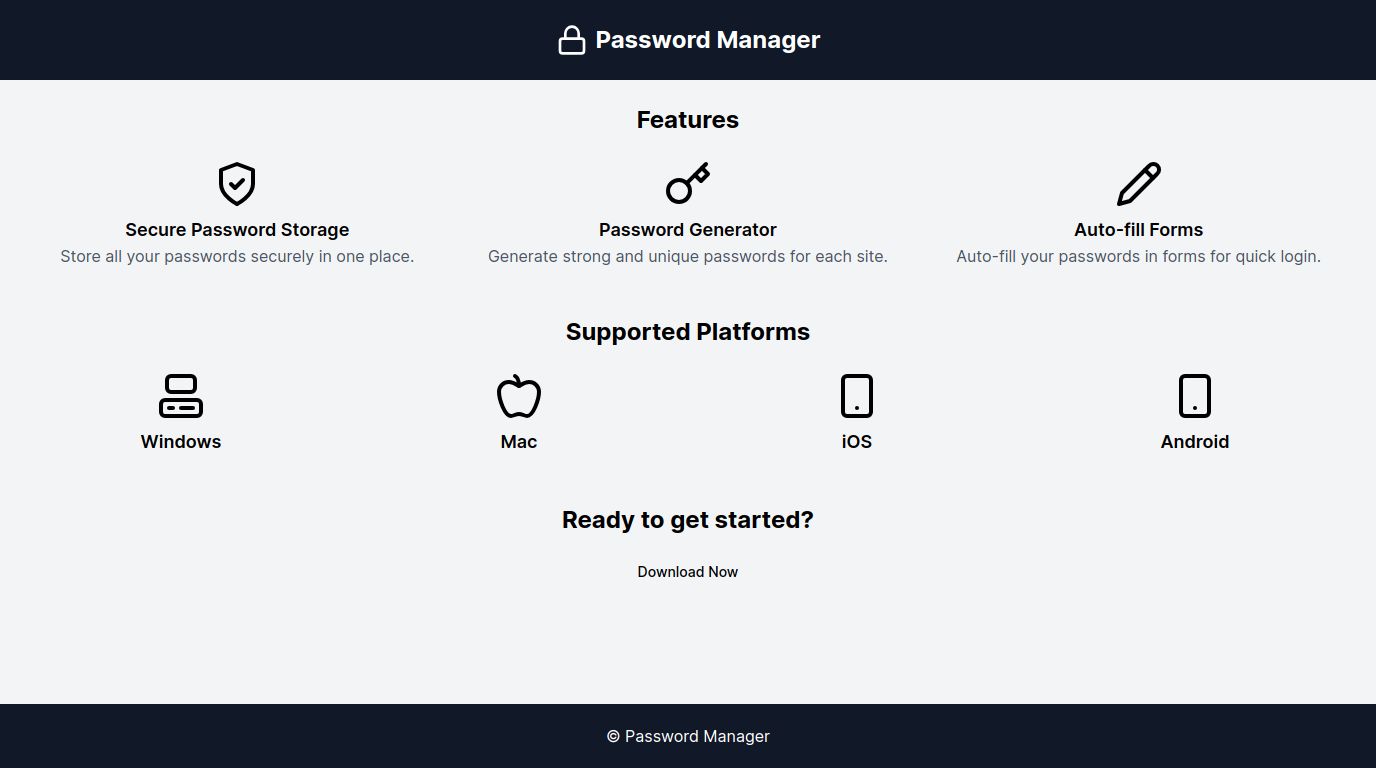 Password Manager
Features
Secure Password Storage
Store all your passwords securely in one place.
Password Generator
Generate strong and unique passwords for each site.
Auto-fill Forms
Auto-fill your passwords in forms for quick login.
Supported Platforms
Windows
Mac
iOS
Android
Ready to get started?
Download Now
© Password Manager